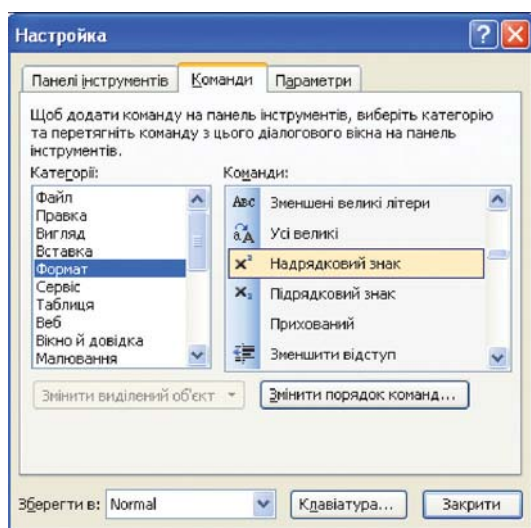 Настройка
Панелі інструментів Команди Параметри
Щоб додати команду на панель інструментів, виберіть категорію
та перетягніть команду з цього діалогового вікна на панель
інструментів.
Категорії:
Файл
Правка
Вигляд
Вставка
Формат
Сервіс
Таблиця
Веб
Вікно й довідка
Малювання
Команди:
Зменшені великі літери
Усі великі
Надрядковий знак
Підрядковий знак
Прихований
Зменшити відступ
Змінити виділений об'єкт
Змінити порядок команд...
Зберегти в: Normal Клавіатура... Закрити